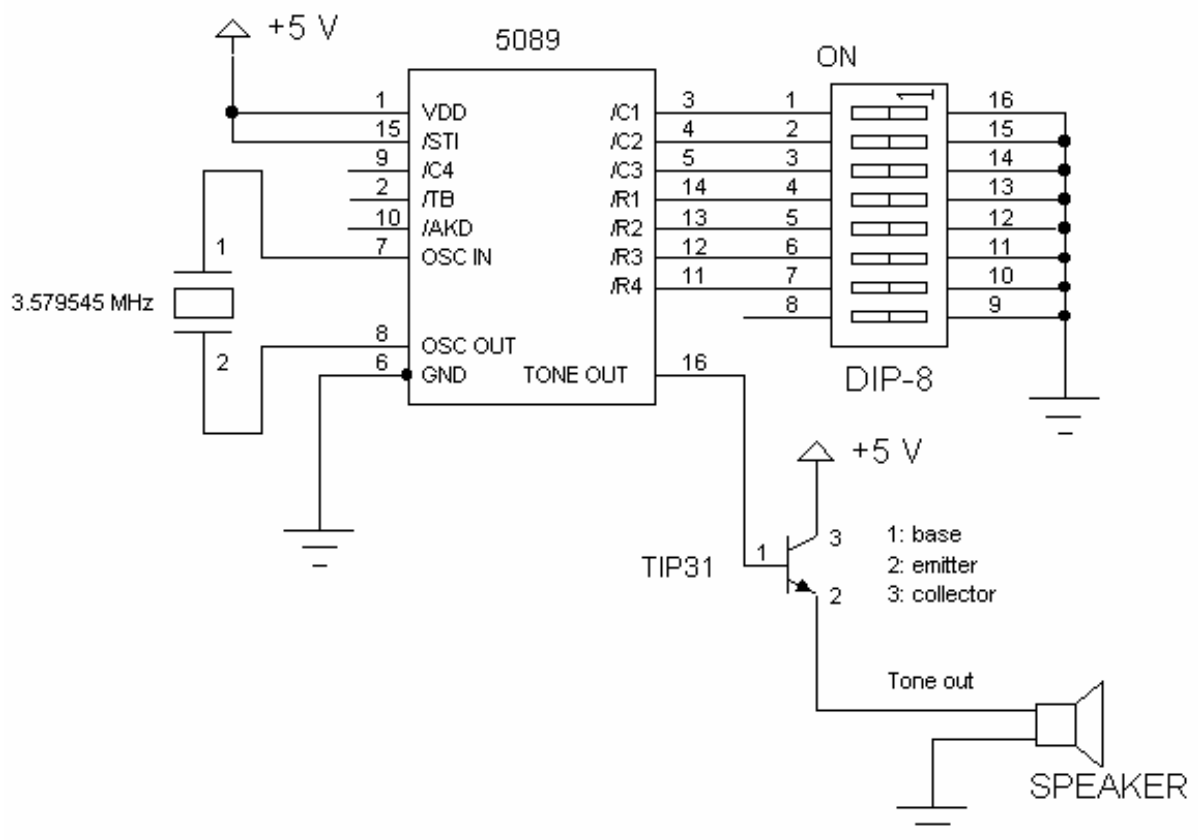 +5 V
5089
ON
1 VDD /C1 3 1 16
15 /STI /C2 4 2 15
9 /C4 /C3 5 3 14
2 /TB /R1 14 4 13
10 /AKD /R2 13 5 12
7 OSC IN /R3 12 6 11
/R4 11 7 10
8 9
1
1
3.579545 MHz
2
8 OSC OUT
6 GND TONE OUT 16
DIP-8
+5 V
TIP31 1 3 2
1: base
2: emitter
3: collector
Tone out
SPEAKER